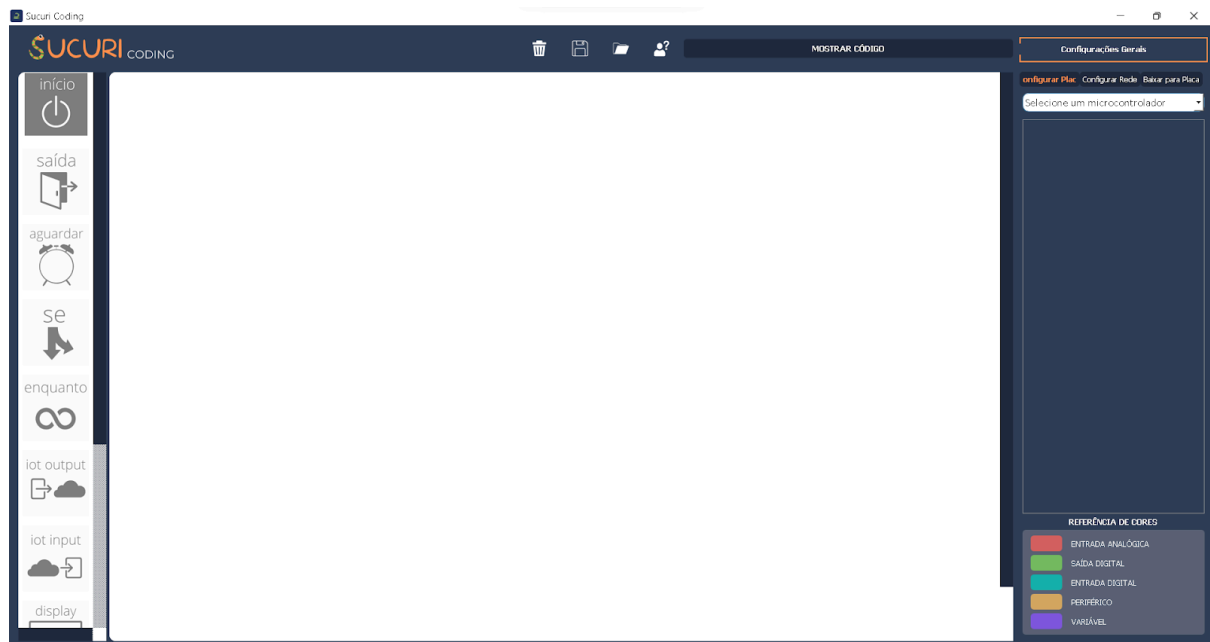 Sucuri Coding
SUCURI CODING
MOSTRAR CÓDIGO
Configurações Gerais
onfigurar Plac Configurar Rede Baixar para Placa
Selecione um microcontrolador
início
saída
aguardar
se
enquanto
iot output
iot input
display
REFERÊNCIA DE CORES
ENTRADA ANALÓGICA
SAÍDA DIGITAL
ENTRADA DIGITAL
PERIFÉRICO
VARIÁVEL